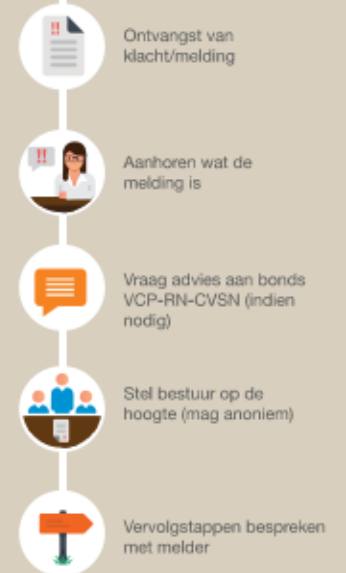 !!
Ontvangst van
klacht/melding
!!
Aanhoren wat de
melding is
Vraag advies aan bonds
VCP-RN-CVSN (indien
nodig)
Stel bestuur op de
hoogte (mag anoniem)
Vervolgstappen bespreken
met melder